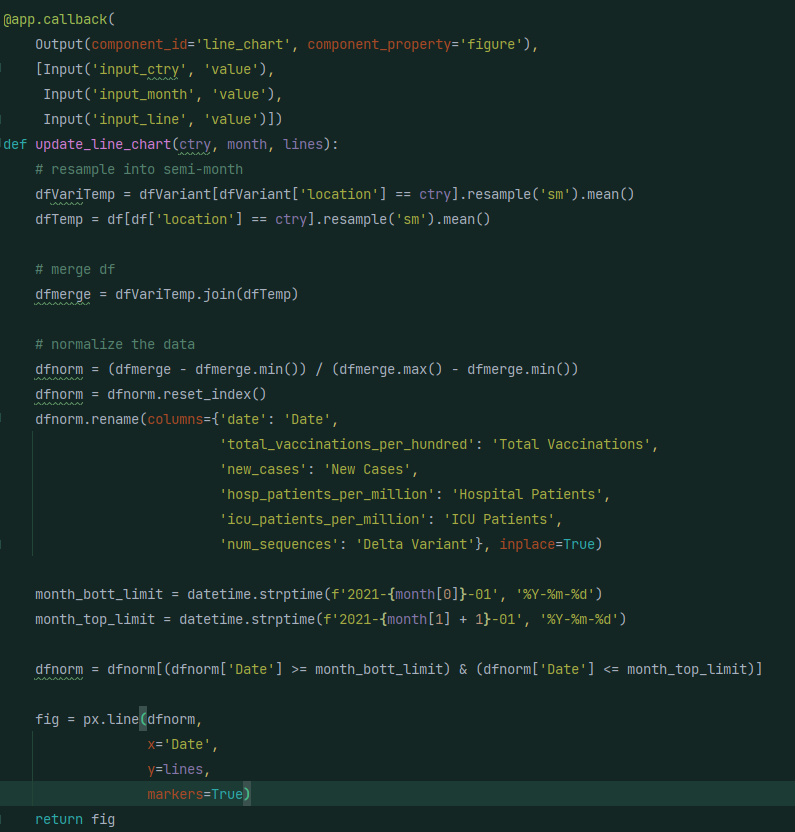 @app.callback(
    Output(component_id='line_chart', component_property='figure'),
    [Input('input_ctry', 'value'),
     Input('input_month', 'value'),
     Input('input_line', 'value')])
def update_line_chart(ctry, month, lines):
    # resample into semi-month
    dfVariTemp = dfVariant[dfVariant['location'] == ctry].resample('sm').mean()
    dfTemp = df[df['location'] == ctry].resample('sm').mean()

    # merge df
    dfmerge = dfVariTemp.join(dfTemp)

    # normalize the data
    dfnorm = (dfmerge - dfmerge.min()) / (dfmerge.max() - dfmerge.min())
    dfnorm = dfnorm.reset_index()
    dfnorm.rename(columns={'date': 'Date',
                           'total_vaccinations_per_hundred': 'Total Vaccinations',
                           'new_cases': 'New Cases',
                           'hosp_patients_per_million': 'Hospital Patients',
                           'icu_patients_per_million': 'ICU Patients',
                           'num_sequences': 'Delta Variant'}, inplace=True)

    month_bott_limit = datetime.strptime(f'2021-{month[0]}-01', '%Y-%m-%d')
    month_top_limit = datetime.strptime(f'2021-{month[1] + 1}-01', '%Y-%m-%d')

    dfnorm = dfnorm[(dfnorm['Date'] >= month_bott_limit) & (dfnorm['Date'] <= month_top_limit)]

    fig = px.line(dfnorm,
                  x='Date',
                  y=lines,
                  markers=True)
    return fig